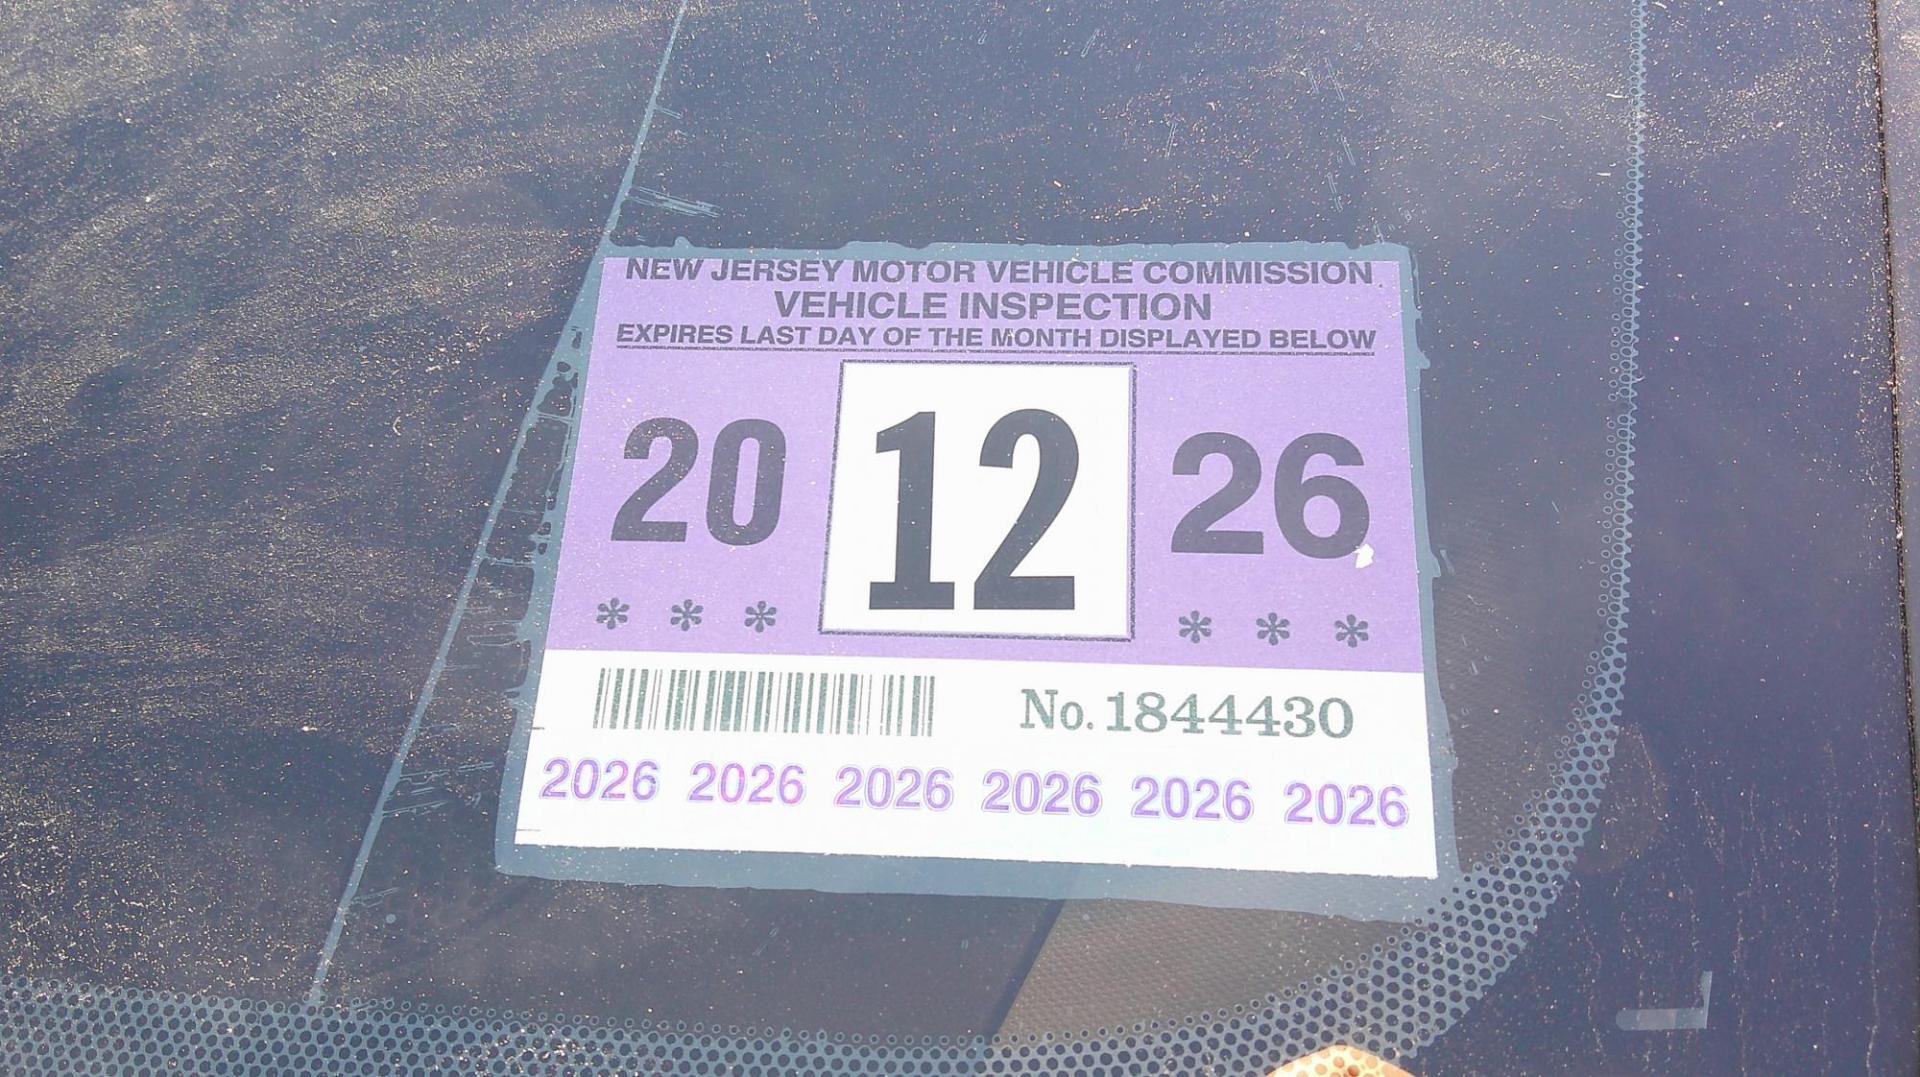 NEW JERSEY MOTOR VEHICLE COMMISSION
VEHICLE INSPECTION
EXPIRES LAST DAY OF THE MONTH DISPLAYED BELOW
20 12 26
* * * * * *
No. 1844430
2026 2026 2026 2026 2026 2026